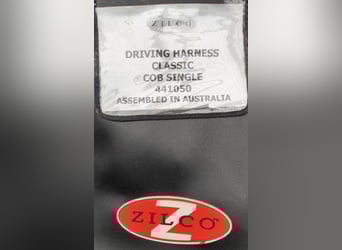 ZILCO
DRIVING HARNESS
CLASSIC
COB SINGLE
441050
ASSEMBLED IN AUSTRALIA
ZILCO
Z